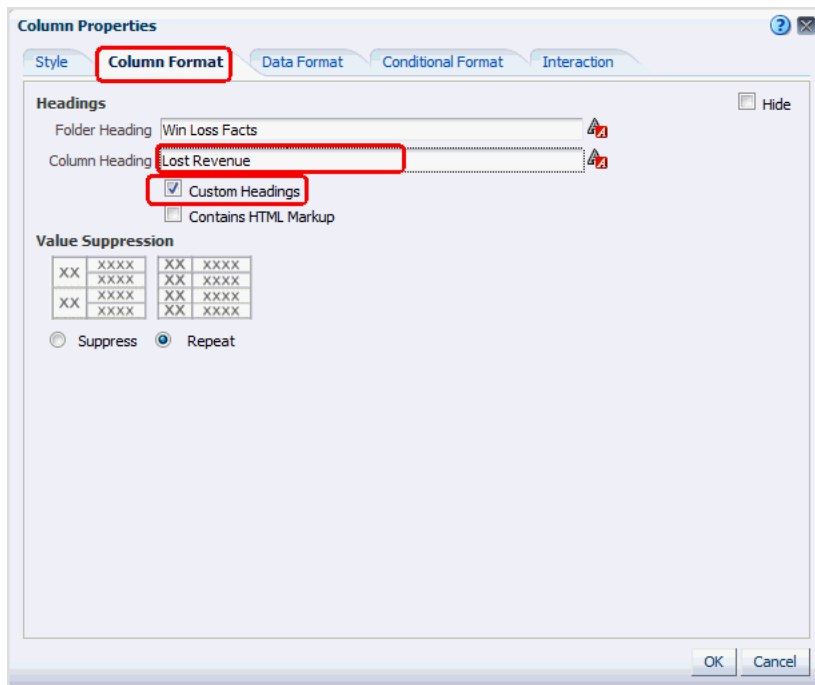 Column Properties
Style Column Format Data Format Conditional Format Interaction
Headings
Hide
Folder Heading Win Loss Facts
Column Heading Lost Revenue
Custom Headings
Contains HTML Markup
Value Suppression
XX XXXX XX XXXX
XXXX XX XXXX
XX XXXX XX XXXX
XXXX XX XXXX
Suppress Repeat
OK Cancel